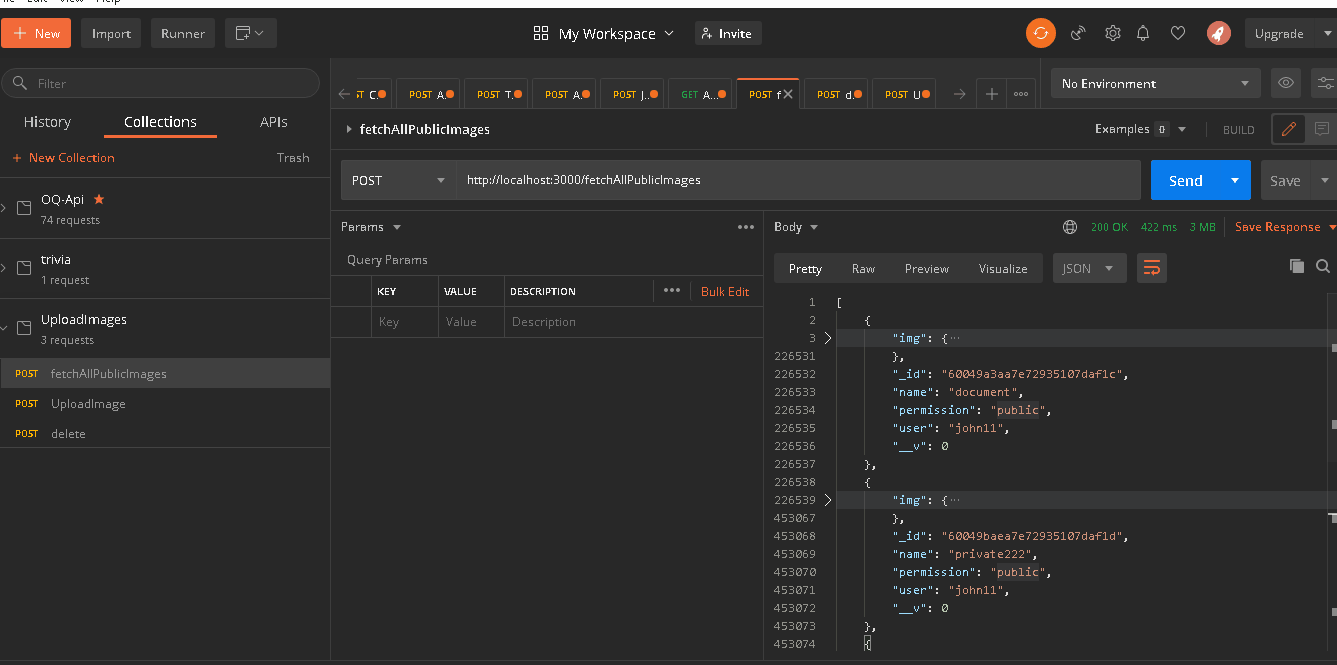 Edit View Help
New Import Runner My Workspace Invite Upgrade
Filter
History Collections APIs
+ New Collection Trash
OQ-Api
74 requests
trivia
1 request
UploadImages
3 requests
POST fetchAllPublicImages
POST UploadImage
POST delete
C.. POST A. POST T. POST A. POST J.. GET A... POST f POST d. POST U No Environment
fetchAllPublicImages Examples 0 BUILD
POST http://localhost:3000/fetchAllPublicImages Send Save
Params
Query Params
KEY VALUE DESCRIPTION Bulk Edit
Key Value Description
Body 200 OK 422 ms 3 MB Save Response
Pretty Raw Preview Visualize JSON
1 [
2 {
3 "img": {…
226531 },
226532 "_id": "60049a3aa7e72935107daf1c",
226533 "name": "document",
226534 "permission": "public",
226535 "user": "john11",
226536 "__v": 0
226537 },
226538 {
226539 "img": {…
453067 },
453068 "_id": "60049baea7e72935107daf1d",
453069 "name": "private222",
453070 "permission": "public",
453071 "user": "john11",
453072 "__v": 0
453073 },
453074 {